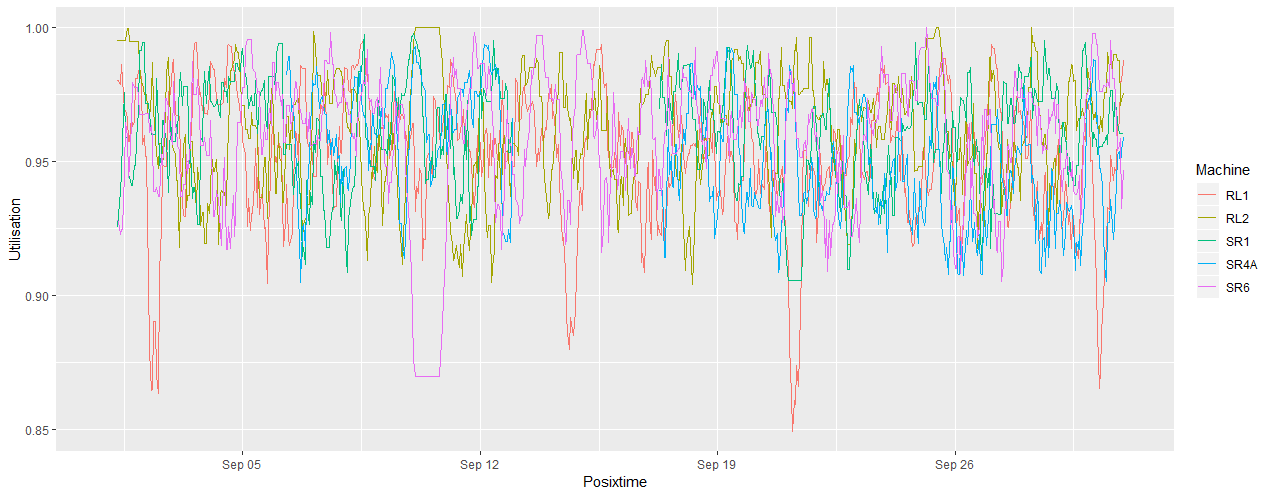 1.00
0.95
0.90
0.85
Utilisation
Sep 05
Sep 12
Sep 19
Sep 26
Posixtime
Machine
RL1
RL2
SR1
SR4A
SR6